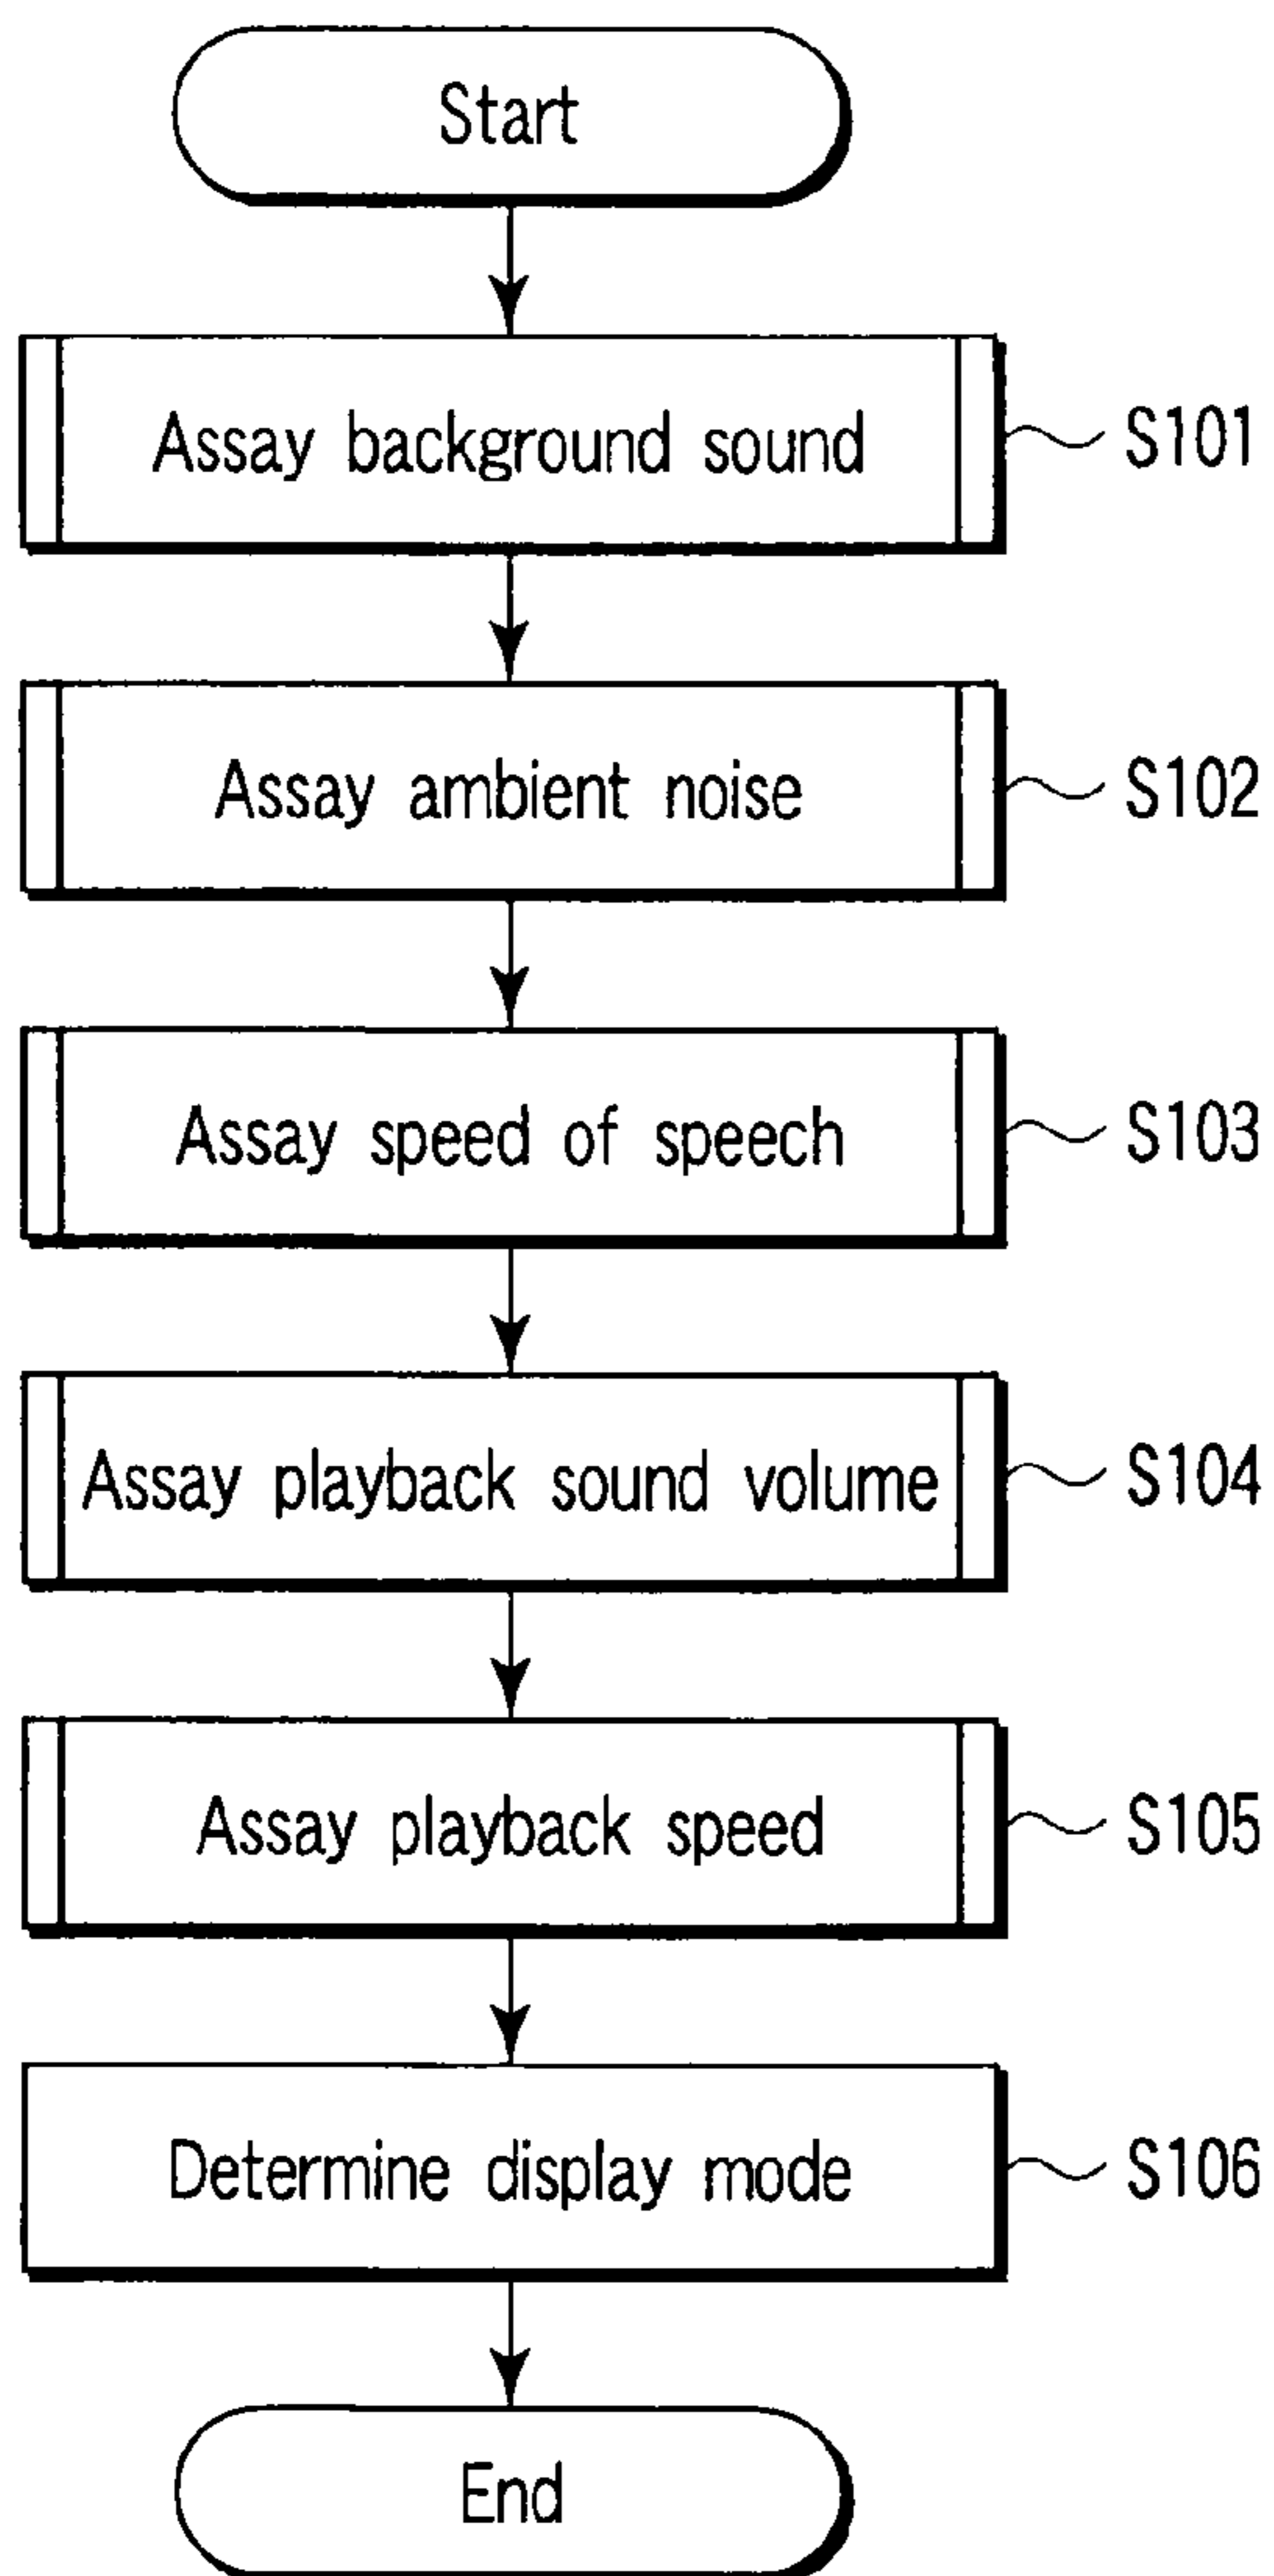 Start
Assay background sound S101
Assay ambient noise S102
Assay speed of speech S103
Assay playback sound volume S104
Assay playback speed S105
Determine display mode S106
End